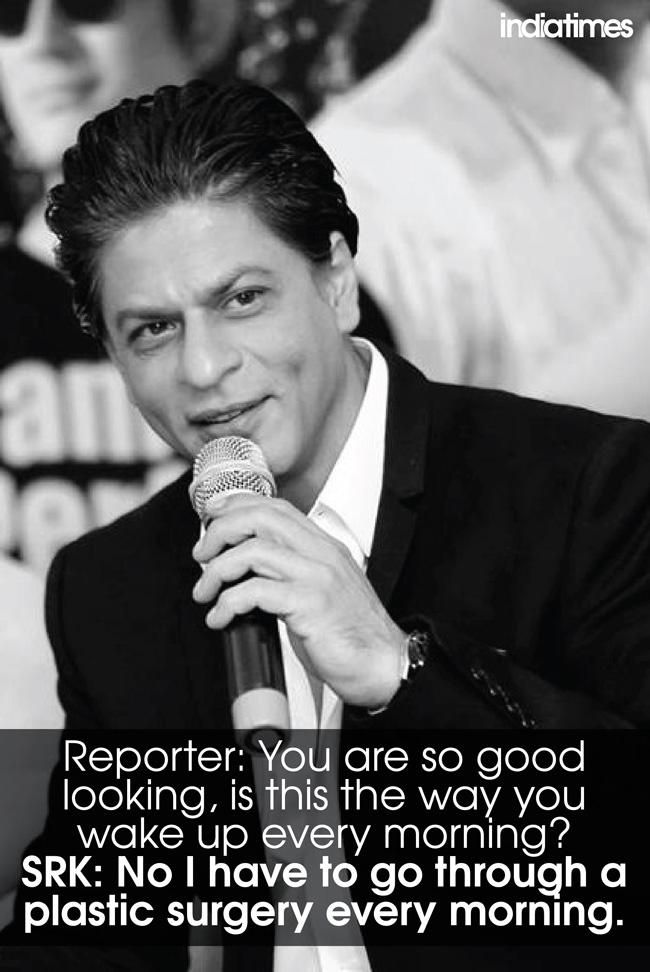 indiatimes
Reporter: You are so good
looking, is this the way you
wake up every morning?
SRK: No I have to go through a
plastic surgery every morning.